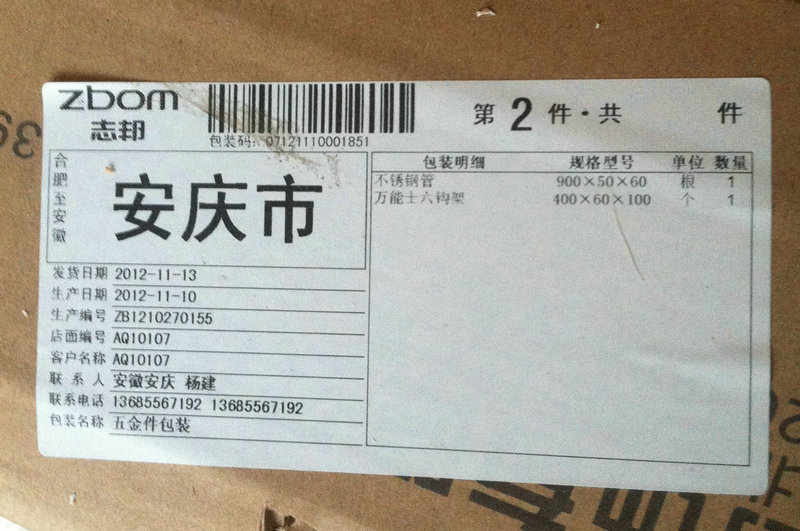 zbom
志邦
包装码: 07121110001851
第 2 件·共 件
合肥至安徽
安庆市
发货日期 2012-11-13
生产日期 2012-11-10
生产编号 ZB1210270155
店面编号 AQ10107
客户名称 AQ10107
联系人 安徽安庆 杨建
联系电话 13685567192 13685567192
包装名称 五金件包装
包装明细 规格型号 单位 数量
不锈钢管 900×50×60 根 1
万能士六钩架 400×60×100 个 1